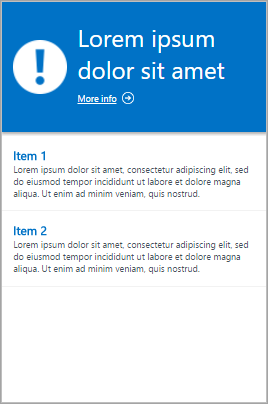 Lorem ipsum
dolor sit amet
More info
Item 1
Lorem ipsum dolor sit amet, consectetur adipiscing elit, sed
do eiusmod tempor incididunt ut labore et dolore magna
aliqua. Ut enim ad minim veniam, quis nostrud.
Item 2
Lorem ipsum dolor sit amet, consectetur adipiscing elit, sed
do eiusmod tempor incididunt ut labore et dolore magna
aliqua. Ut enim ad minim veniam, quis nostrud.